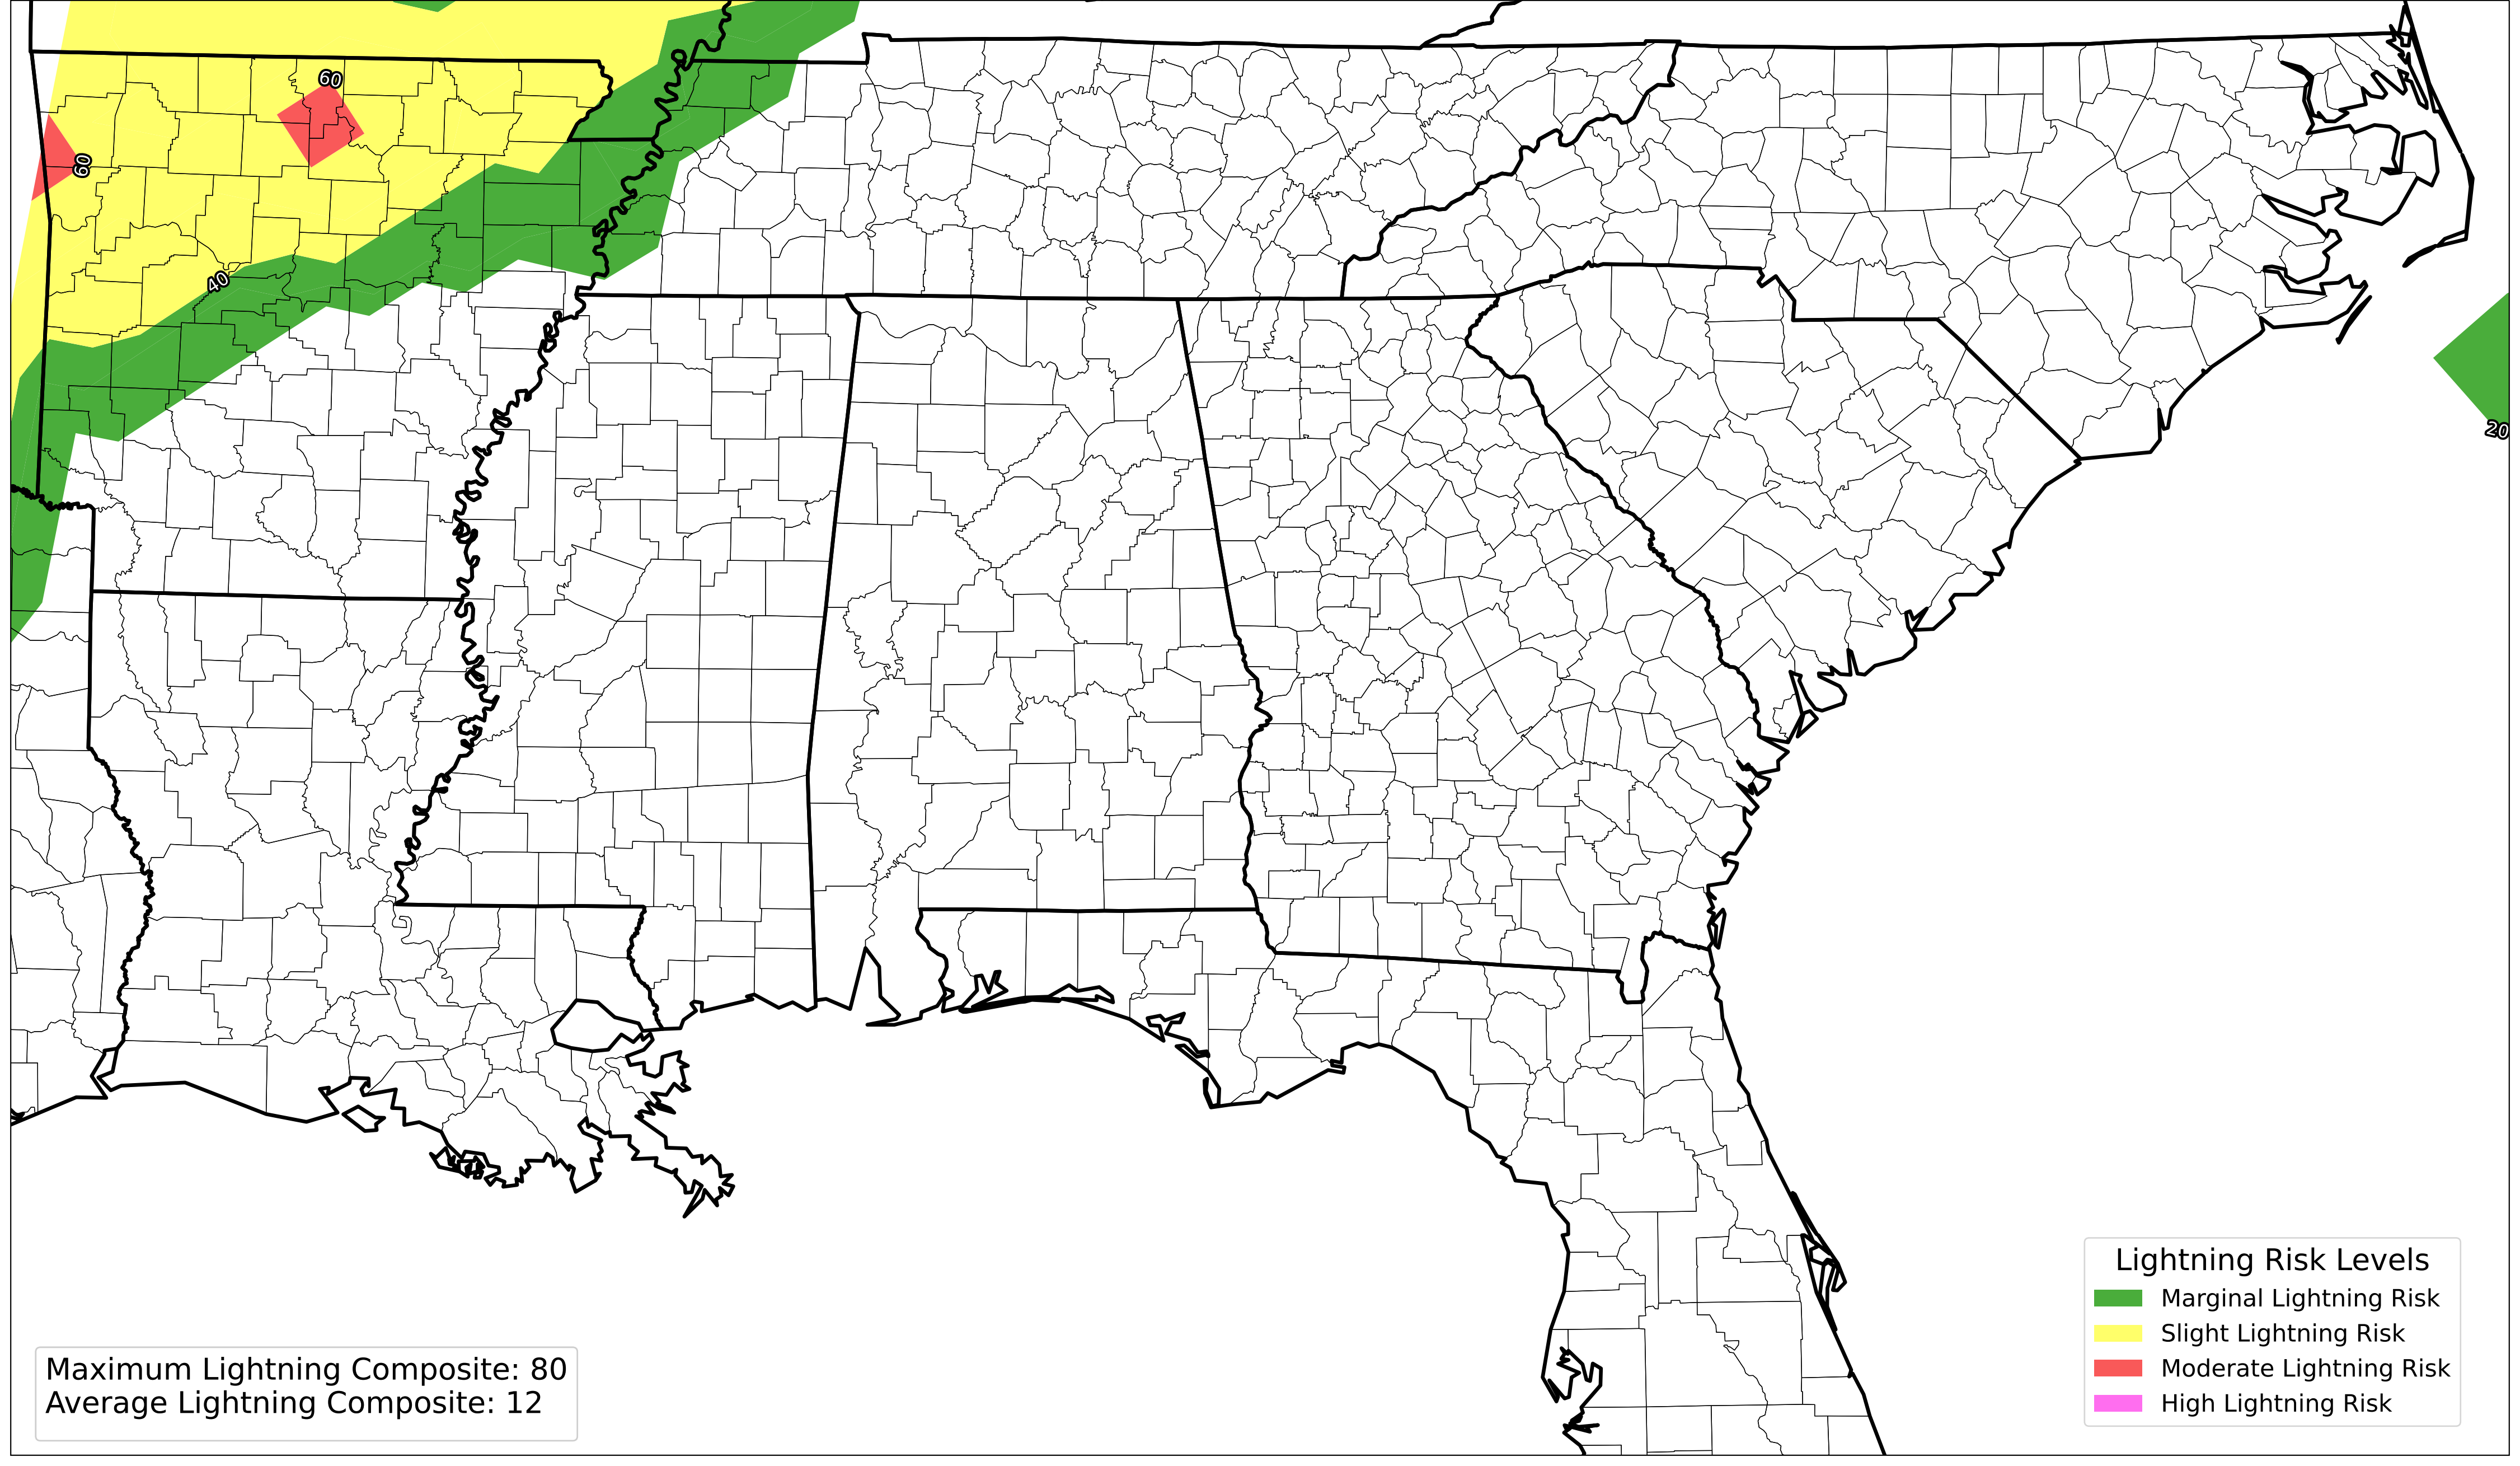 60
60
40
20
Lightning Risk Levels
Marginal Lightning Risk
Slight Lightning Risk
Moderate Lightning Risk
High Lightning Risk
Maximum Lightning Composite: 80
Average Lightning Composite: 12